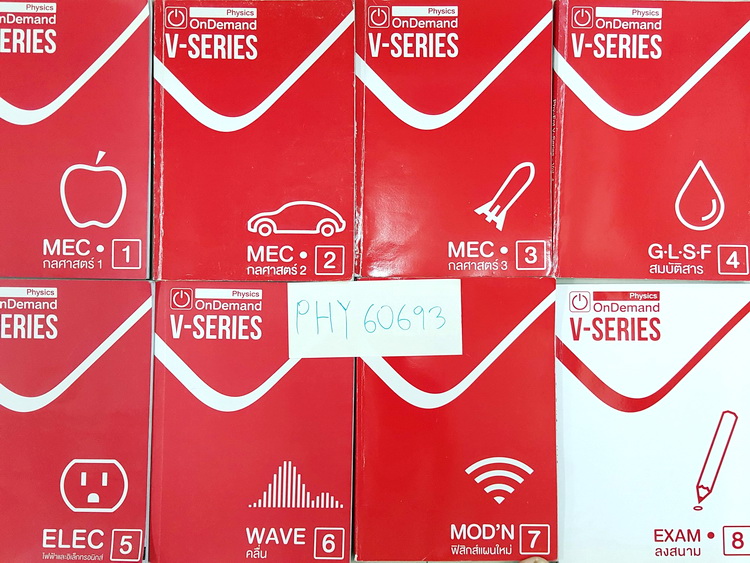 Physics
nDemand
ERIES
MEC • 1
กลศาสตร์ 1
Physics
OnDemand
V-SERIES
MEC • 2
กลศาสตร์ 2
Physics
OnDemand
V-SERIES
MEC • 3
กลศาสตร์ 3
Physics
OnDemand
V-SERIES
G•L•S•F 4
สมบัติสาร
Physics
nDemand
ERIES
ELEC 5
ไฟฟ้าและอิเล็กทรอนิกส์
Physics
OnDemand
V-SERIES
WAVE 6
คลื่น
PHY 60693
MOD'N 7
ฟิสิกส์แผนใหม่
Physics
OnDemand
V-SERIES
EXAM • 8
ลงสนาม